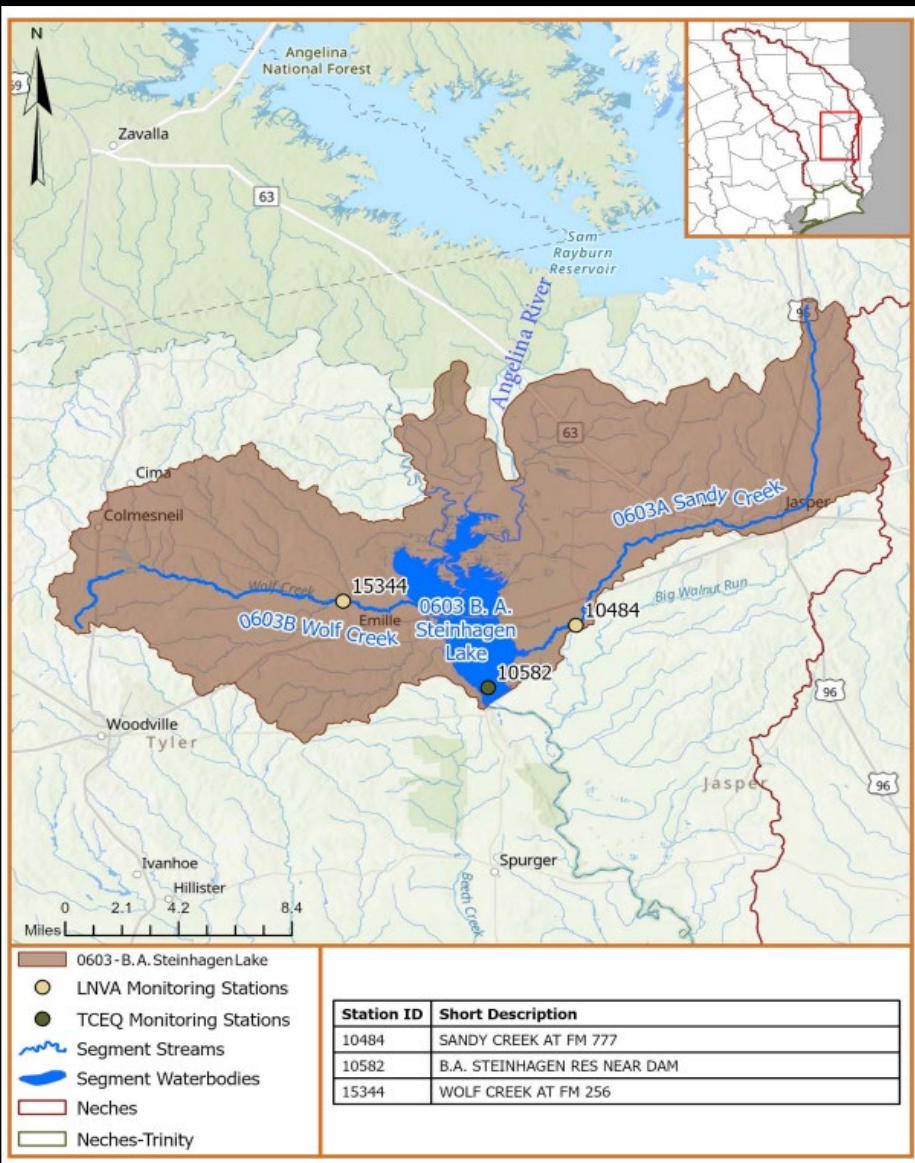 N
Angelina
National Forest
69
Zavalla
63
Sam
Rayburn
Reservoir
Angelina River
96
63
Cima
Colmesneil
0603A Sandy Creek
Jasper
Wolf Creek
15344
0603B Wolf Creek
Emille
0603 B. A.
Steinhagen
Lake
10484
Big Walnut Run
10582
96
Woodville
Tyler
Jasper
96
Ivanhoe
Hillister
Spurger
Beech Creek
0 2.1 4.2 8.4
Miles
0603 - B. A. Steinhagen Lake
LNVA Monitoring Stations
TCEQ Monitoring Stations
Segment Streams
Segment Waterbodies
Neches
Neches-Trinity
Station ID Short Description
10484 SANDY CREEK AT FM 777
10582 B.A. STEINHAGEN RES NEAR DAM
15344 WOLF CREEK AT FM 256